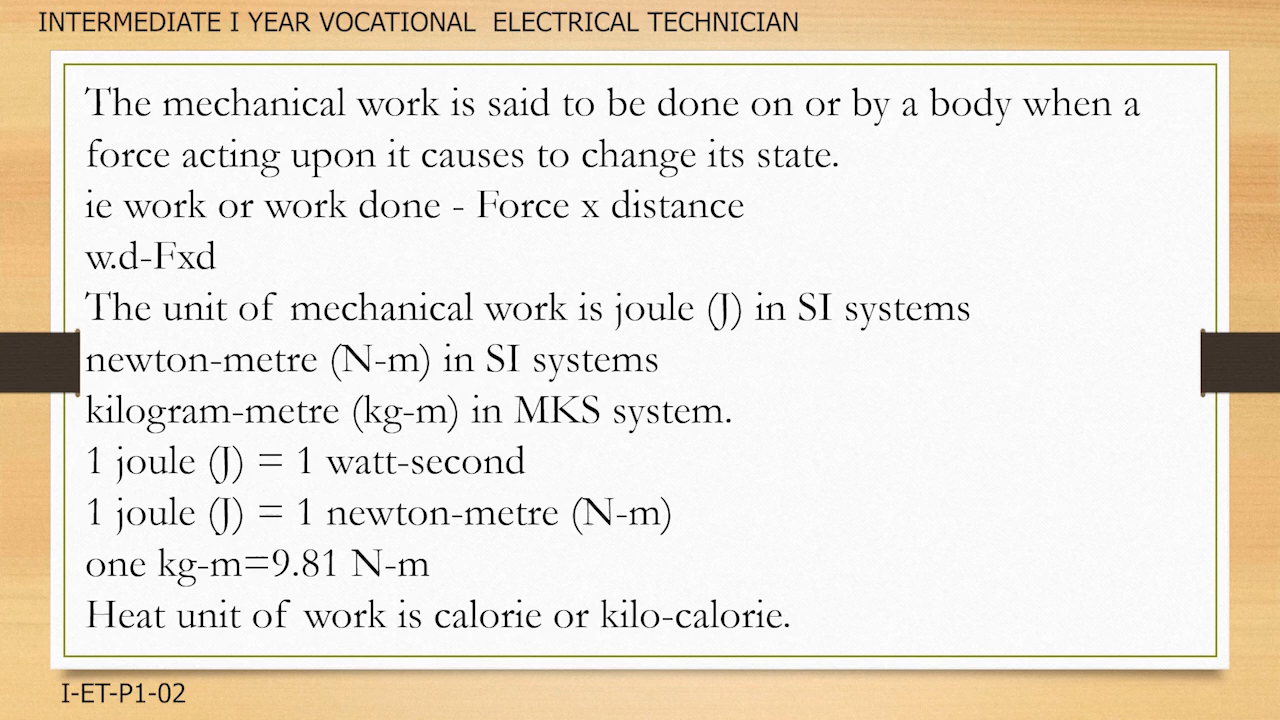 INTERMEDIATE I YEAR VOCATIONAL ELECTRICAL TECHNICIAN
The mechanical work is said to be done on or by a body when a
force acting upon it causes to change its state.
ie work or work done - Force x distance
w.d-Fxd
The unit of mechanical work is joule (J) in SI systems
newton-metre (N-m) in SI systems
kilogram-metre (kg-m) in MKS system.
1 joule (J) = 1 watt-second
1 joule (J) = 1 newton-metre (N-m)
one kg-m=9.81 N-m
Heat unit of work is calorie or kilo-calorie.
I-ET-P1-02